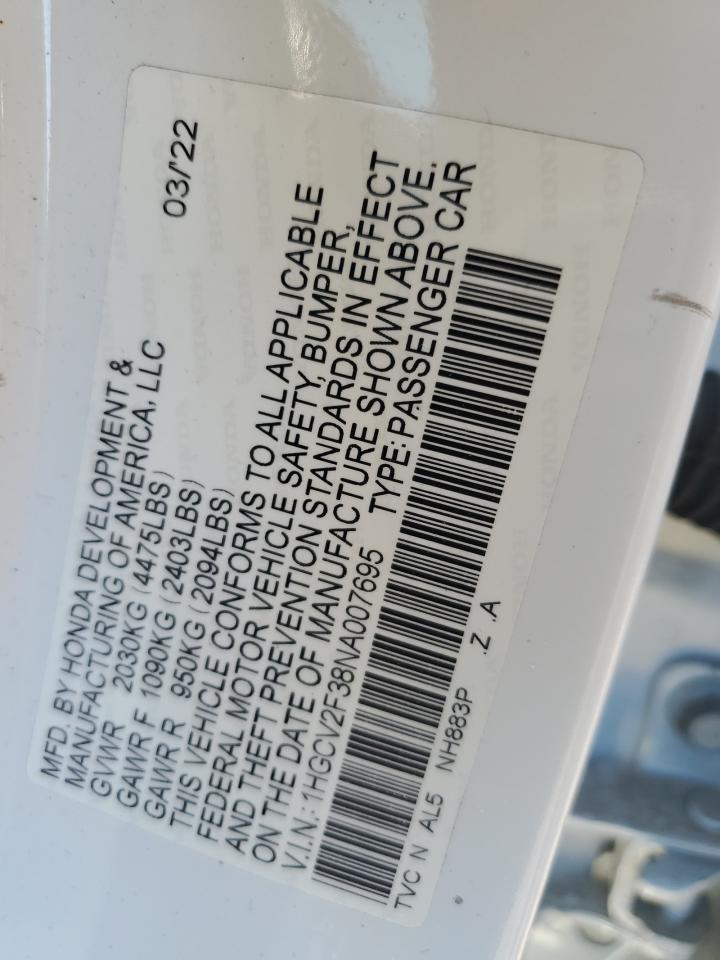 MFD. BY HONDA DEVELOPMENT &
MANUFACTURING OF AMERICA, LLC 03/'22
GVWR 2030KG (4475LBS)
GAWR F 1090KG (2403LBS)
GAWR R 950KG (2094LBS)
THIS VEHICLE CONFORMS TO ALL APPLICABLE
FEDERAL MOTOR VEHICLE SAFETY, BUMPER,
AND THEFT PREVENTION STANDARDS IN EFFECT
ON THE DATE OF MANUFACTURE SHOWN ABOVE.
V.I.N.: 1HGCV2F38NA007695 TYPE: PASSENGER CAR
TVC N AL5 NH883P .Z .A